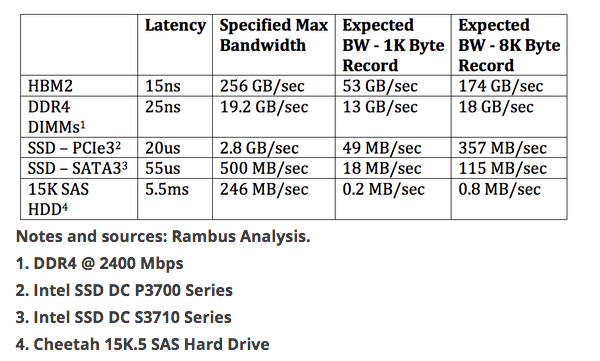 Latency Specified Max Bandwidth Expected BW - 1K Byte Record Expected BW - 8K Byte Record
HBM2 15ns 256 GB/sec 53 GB/sec 174 GB/sec
DDR4 DIMMs¹ 25ns 19.2 GB/sec 13 GB/sec 18 GB/sec
SSD – PCIe3² 20us 2.8 GB/sec 49 MB/sec 357 MB/sec
SSD – SATA3³ 55us 500 MB/sec 18 MB/sec 115 MB/sec
15K SAS HDD⁴ 5.5ms 246 MB/sec 0.2 MB/sec 0.8 MB/sec
Notes and sources: Rambus Analysis.
1. DDR4 @ 2400 Mbps
2. Intel SSD DC P3700 Series
3. Intel SSD DC S3710 Series
4. Cheetah 15K.5 SAS Hard Drive